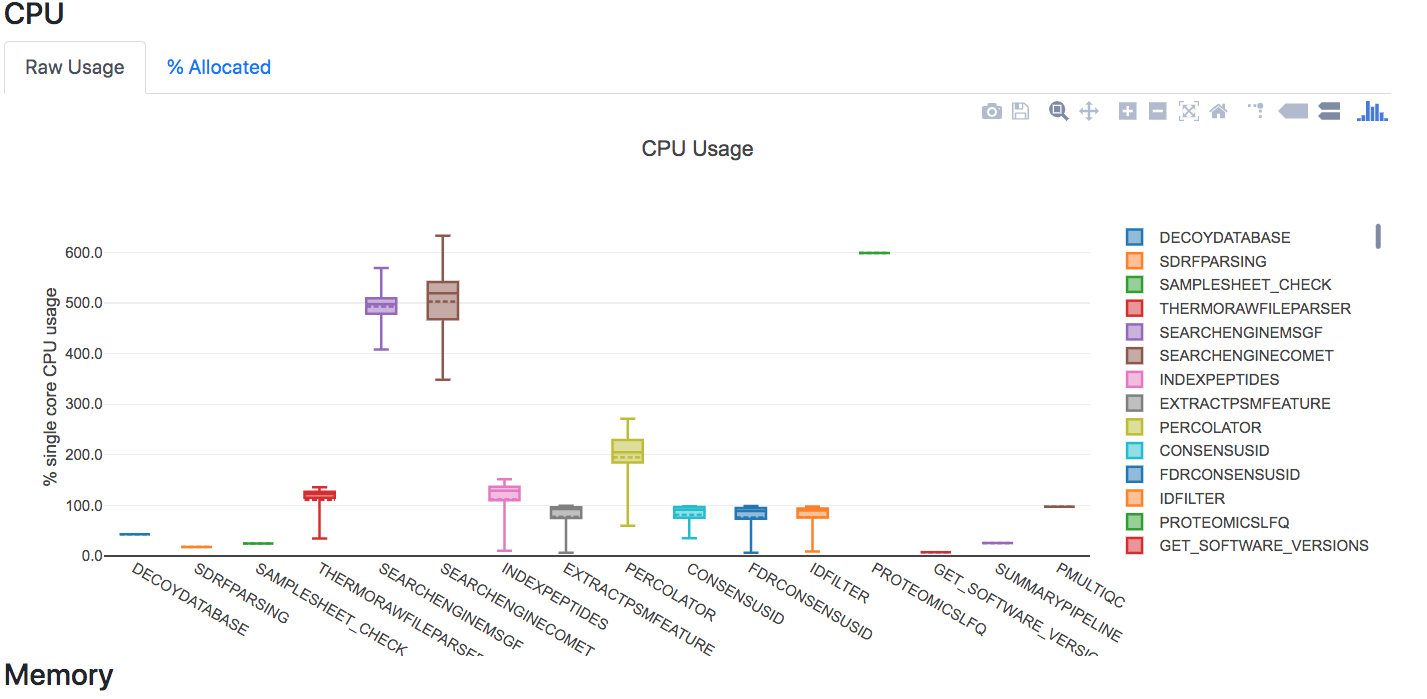 CPU
Raw Usage
% Allocated
CPU Usage
% single core CPU usage
600.0
500.0
400.0
300.0
200.0
100.0
0.0
DECOYDATABASE
SDRFPARSING
SAMPLESHEET_CHECK
THERMORAWFILEPARSER
SEARCHENGINEMSGF
SEARCHENGINECOMET
INDEXPEPTIDES
EXTRACTPSMFEATURE
PERCOLATOR
CONSENSUSID
FDRCONSENSUSID
IDFILTER
PROTEOMICSLFQ
GET_SOFTWARE_VERSIO
SUMMARYPIPELINE
PMULTIQC
DECOYDATABASE
SDRFPARSING
SAMPLESHEET_CHECK
THERMORAWFILEPARSER
SEARCHENGINEMSGF
SEARCHENGINECOMET
INDEXPEPTIDES
EXTRACTPSMFEATURE
PERCOLATOR
CONSENSUSID
FDRCONSENSUSID
IDFILTER
PROTEOMICSLFQ
GET_SOFTWARE_VERSIONS
Memory